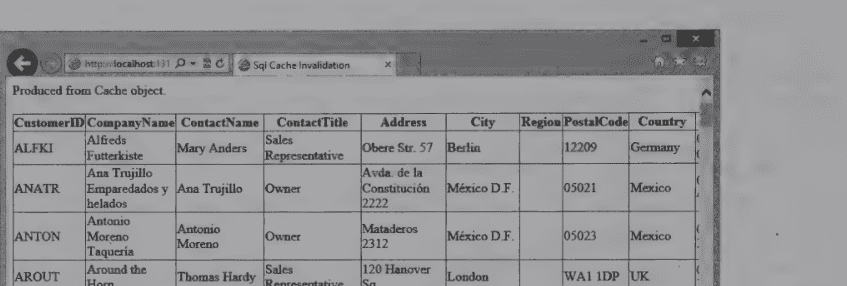 http://localhost:131
Sql Cache Invalidation
Produced from Cache object.
CustomerID CompanyName ContactName ContactTitle Address City Region PostalCode Country
ALFKI Alfreds Futterkiste Mary Anders Sales Representative Obere Str. 57 Berlin 12209 Germany
ANATR Ana Trujillo Emparedados y helados Ana Trujillo Owner Avda. de la Constitución 2222 México D.F. 05021 Mexico
ANTON Antonio Moreno Taquería Antonio Moreno Owner Mataderos 2312 México D.F. 05023 Mexico
AROUT Around the Horn Thomas Hardy Sales Representative 120 Hanover Sq. London WA1 1DP UK